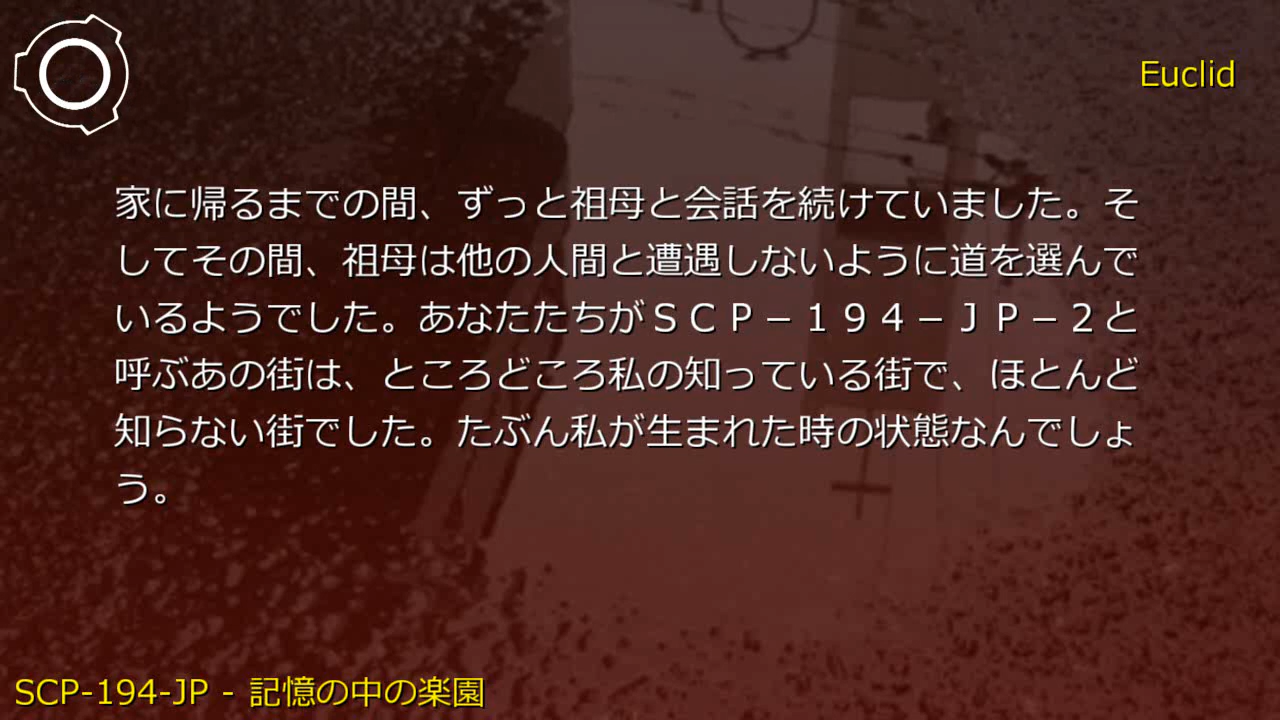 Euclid
家に帰るまでの間、ずっと祖母と会話を続けていました。そ
してその間、祖母は他の人間と遭遇しないように道を選んで
いるようでした。あなたたちがＳＣＰ－１９４－ＪＰ－２と
呼ぶあの街は、ところどころ私の知っている街で、ほとんど
知らない街でした。たぶん私が生まれた時の状態なんでしょ
う。
SCP-194-JP - 記憶の中の楽園